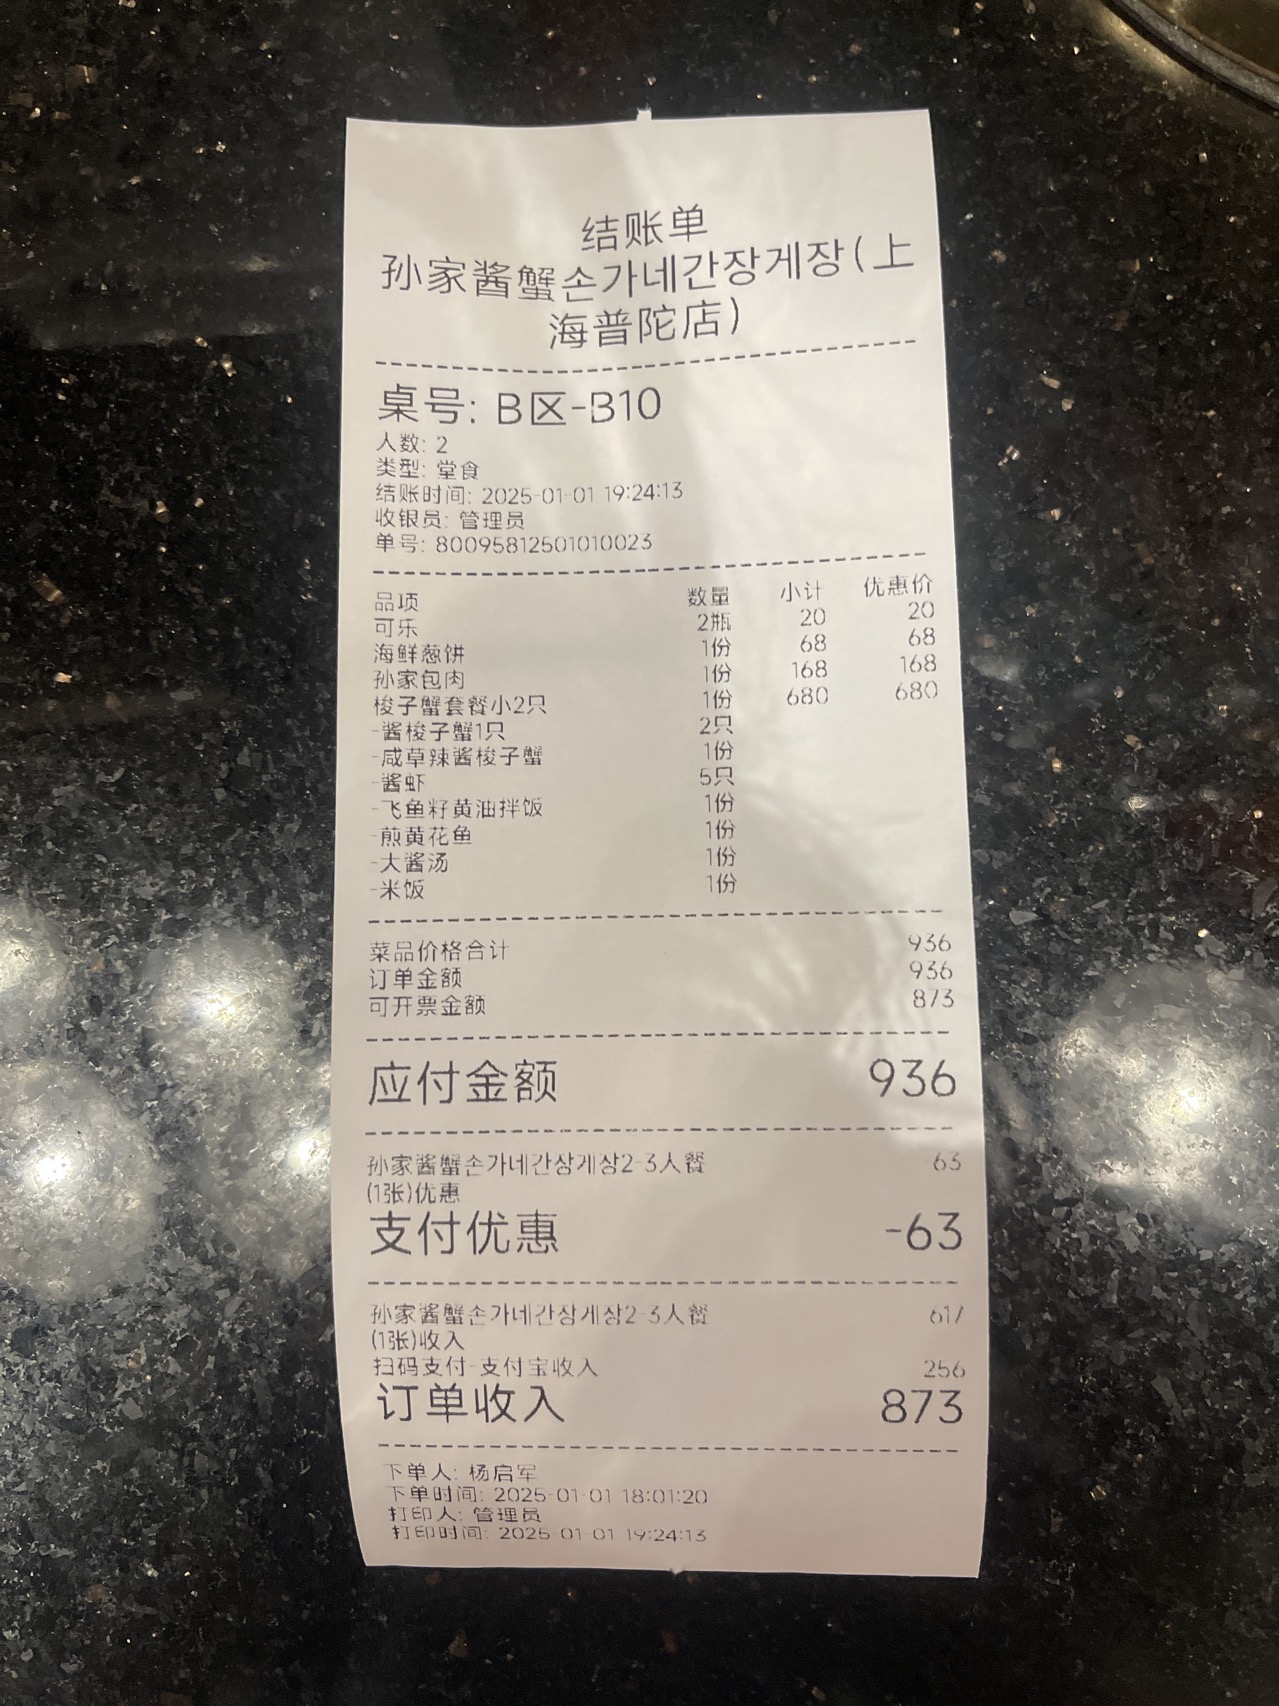 结账单
孙家酱蟹손가네간장게장(上
海普陀店)
桌号: B区-B10
人数: 2
类型: 堂食
结账时间: 2025-01-01 19:24:13
收银员: 管理员
单号: 80095812501010023
品项 数量 小计 优惠价
可乐 2瓶 20 20
海鲜葱饼 1份 68 68
孙家包肉 1份 168 168
梭子蟹套餐小2只 1份 680 680
-酱梭子蟹1只 2只
-咸草辣酱梭子蟹 1份
-酱虾 5只
-飞鱼籽黄油拌饭 1份
-煎黄花鱼 1份
-大酱汤 1份
-米饭 1份
菜品价格合计 936
订单金额 936
可开票金额 873
应付金额 936
孙家酱蟹손가네간장게장2-3人餐 63
(1张)优惠
支付优惠 -63
孙家酱蟹손가네간장게장2-3人餐 617
(1张)收入
扫码支付-支付宝收入 256
订单收入 873
下单人: 杨启军
下单时间: 2025-01-01 18:01:20
打印人: 管理员
打印时间: 2025-01-01 19:24:13